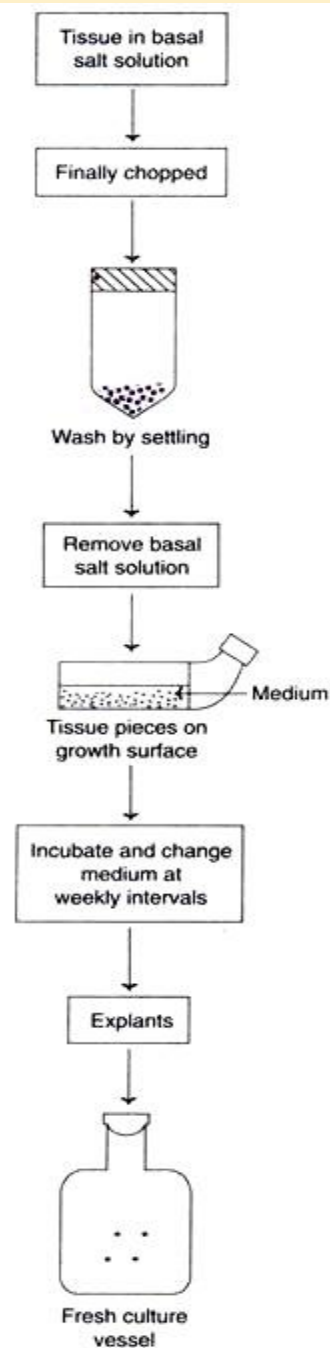 Tissue in basal
salt solution
Finally chopped
Wash by settling
Remove basal
salt solution
Medium
Tissue pieces on
growth surface
Incubate and change
medium at
weekly intervals
Explants
Fresh culture
vessel